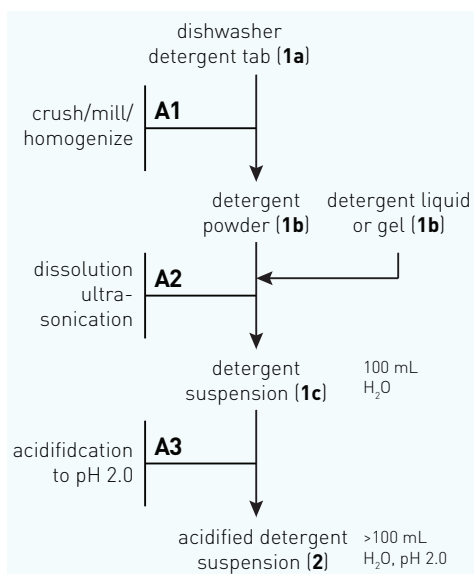 dishwasher
detergent tab (1a)
crush/mill/
homogenize
A1
detergent
powder (1b)
detergent liquid
or gel (1b)
dissolution
ultra-
sonication
A2
detergent
suspension (1c)
100 mL
H₂O
acidifidcation
to pH 2.0
A3
acidified detergent
suspension (2)
>100 mL
H₂O, pH 2.0